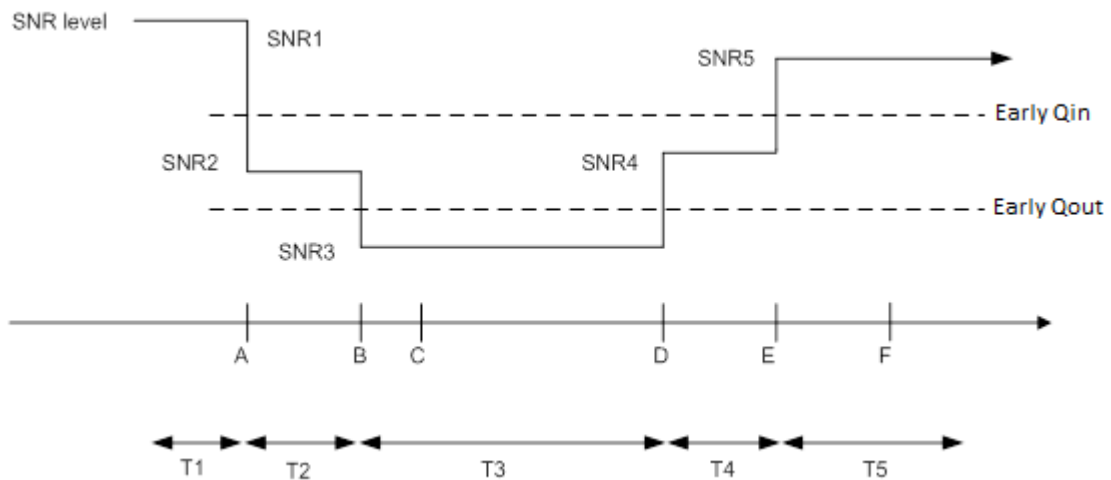 SNR level
SNR1
SNR5
Early Qin
SNR2
SNR4
Early Qout
SNR3
A B C D E F
T1 T2 T3 T4 T5